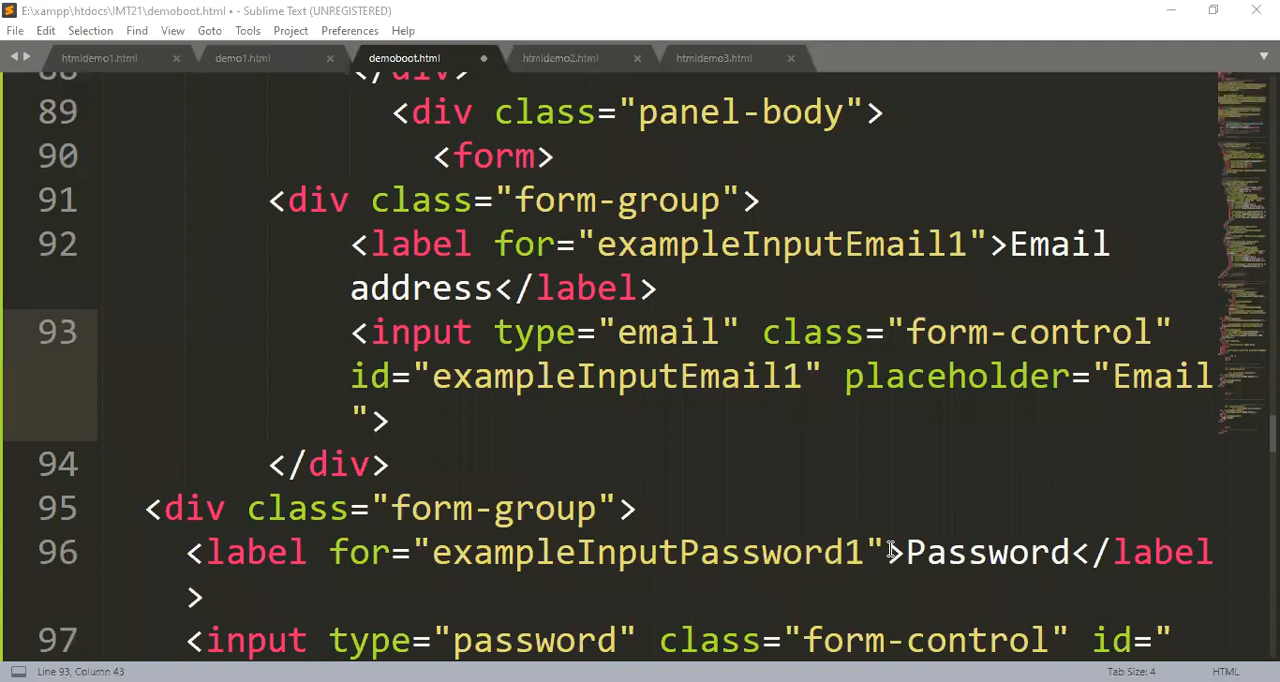 E:\xampp\htdocs\IMT21\demoboot.html • - Sublime Text (UNREGISTERED)
File Edit Selection Find View Goto Tools Project Preferences Help
htmldemo1.html demo1.html demoboot.html htmldemo2.html htmldemo3.html
88 </div>
89 <div class="panel-body">
90 <form>
91 <div class="form-group">
92 <label for="exampleInputEmail1">Email
address</label>
93 <input type="email" class="form-control"
id="exampleInputEmail1" placeholder="Email
">
94 </div>
95 <div class="form-group">
96 <label for="exampleInputPassword1">Password</label
>
97 <input type="password" class="form-control" id="
Line 93, Column 43 Tab Size: 4 HTML